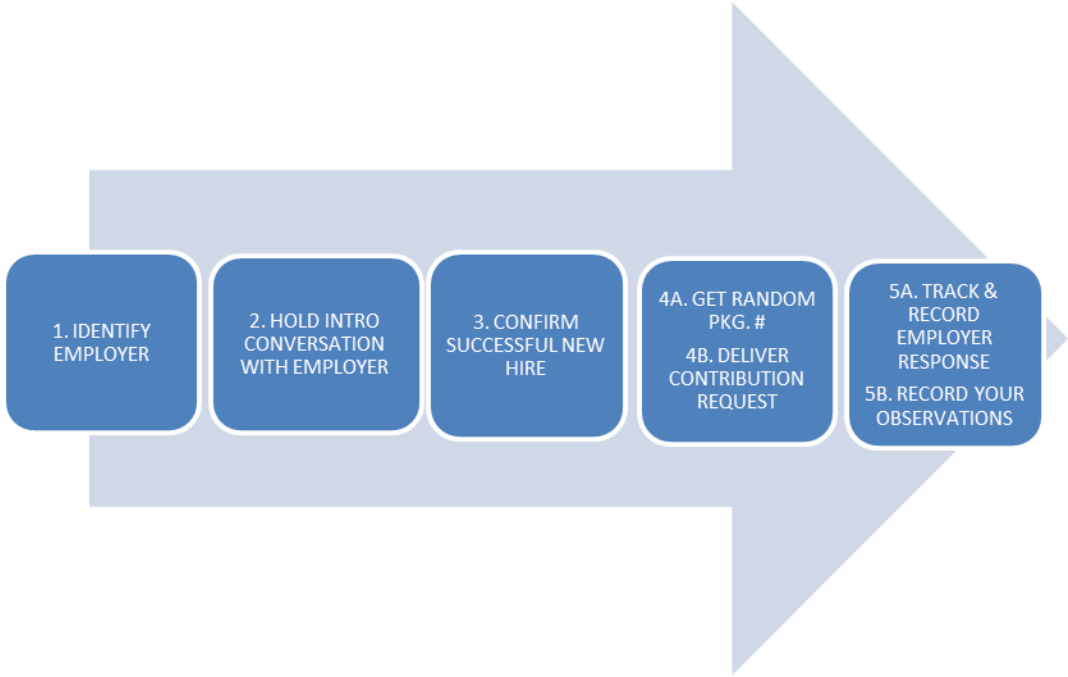 1. IDENTIFY
EMPLOYER
2. HOLD INTRO
CONVERSATION
WITH EMPLOYER
3. CONFIRM
SUCCESSFUL NEW
HIRE
4A. GET RANDOM
PKG. #
4B. DELIVER
CONTRIBUTION
REQUEST
5A. TRACK &
RECORD
EMPLOYER
RESPONSE
5B. RECORD YOUR
OBSERVATIONS